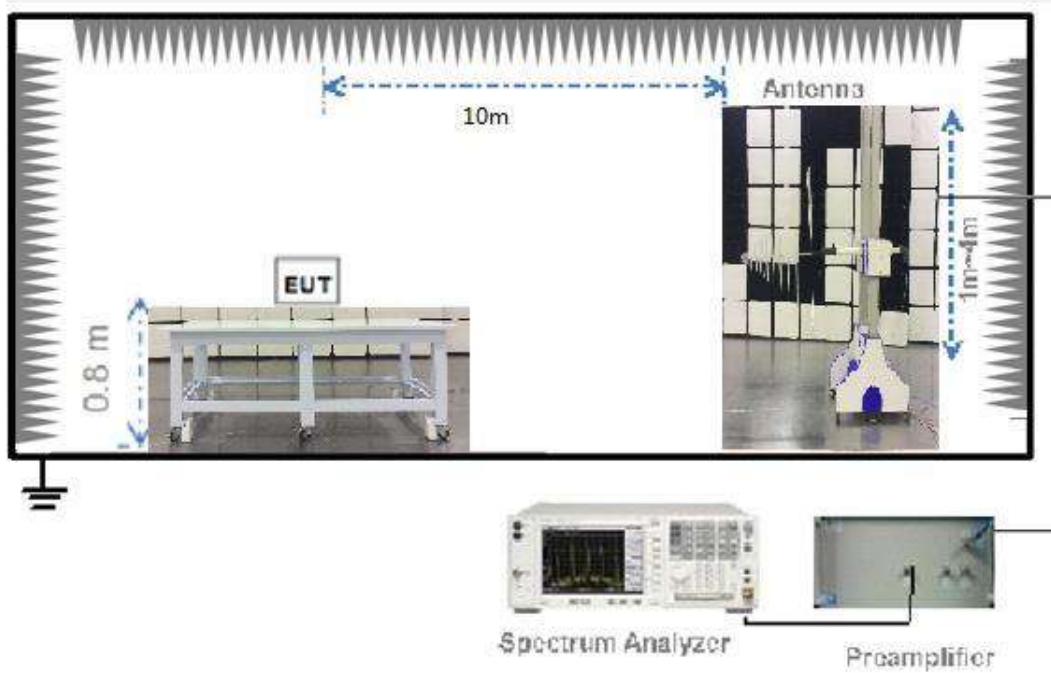 Antenna
10m
1m~4m
EUT
0.8 m
Spectrum Analyzer
Preamplifier